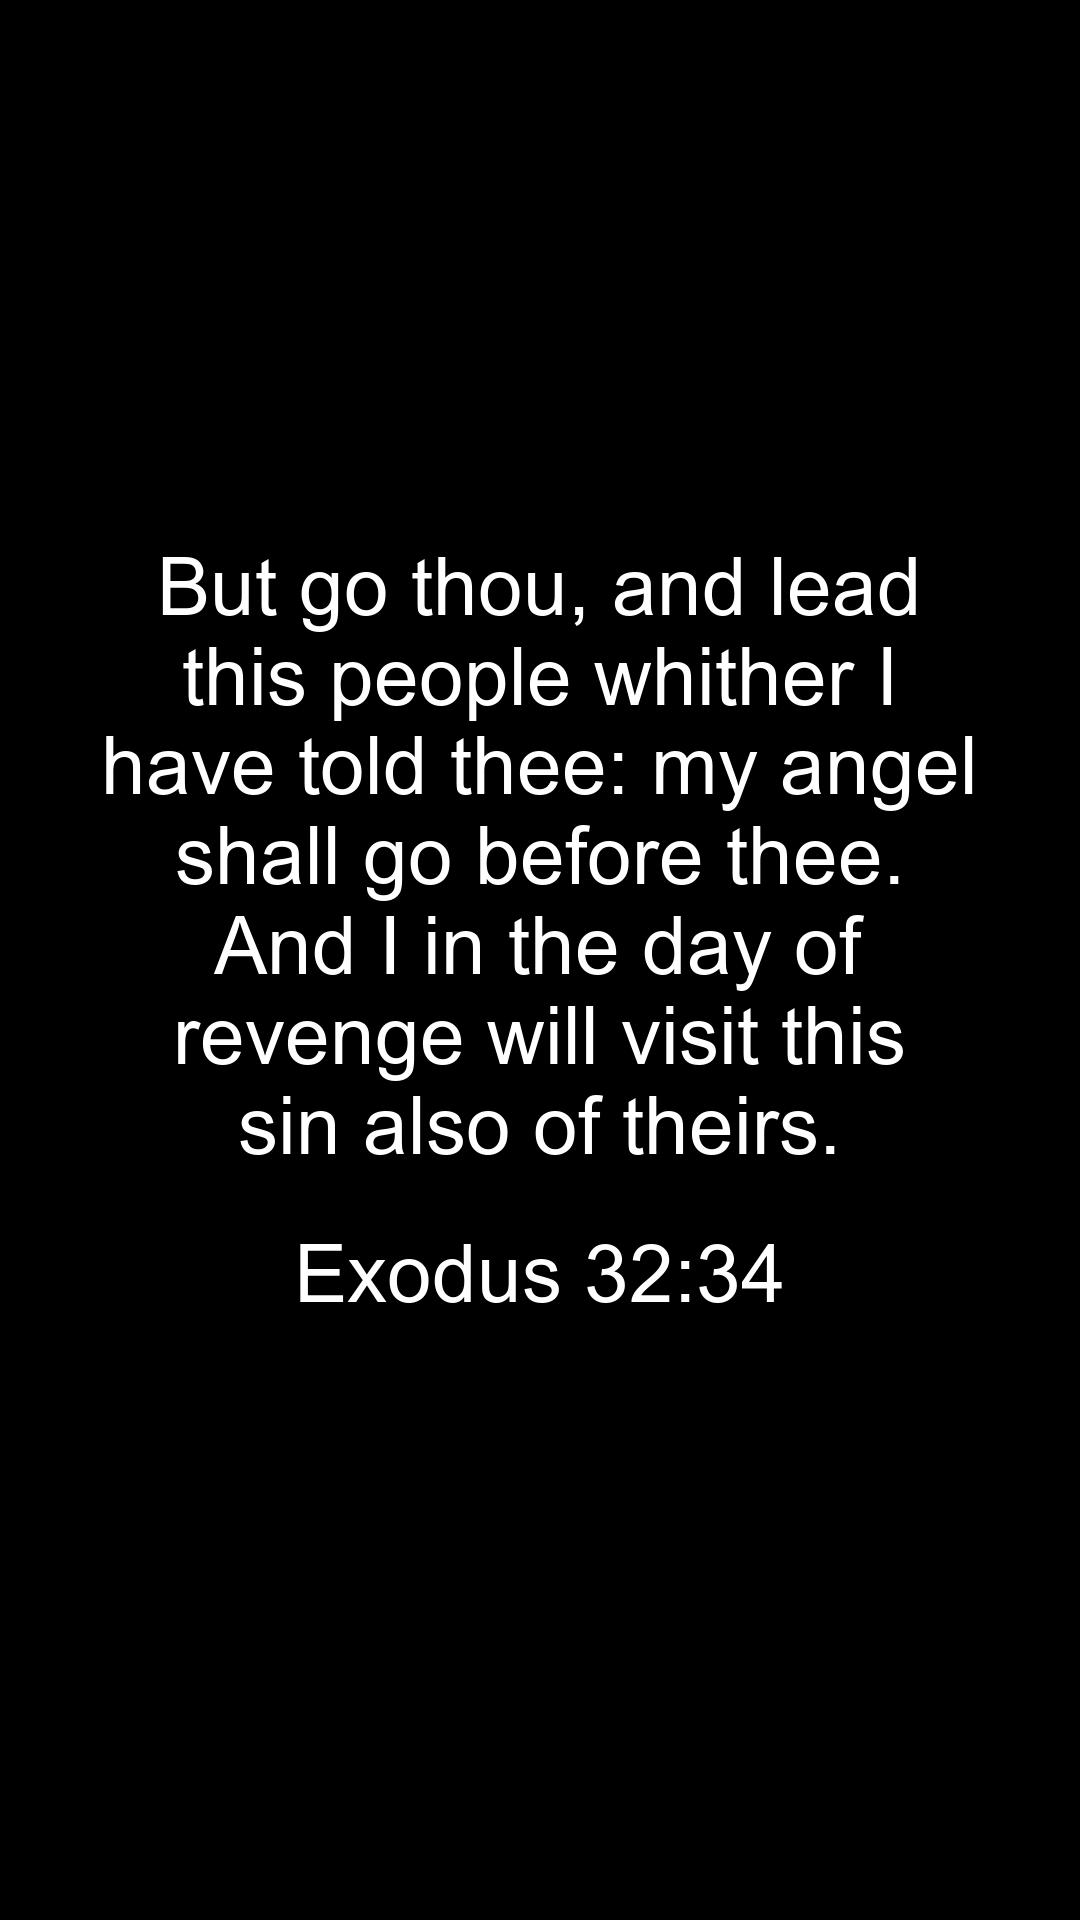 But go thou, and lead
this people whither I
have told thee: my angel
shall go before thee.
And I in the day of
revenge will visit this
sin also of theirs.
Exodus 32:34